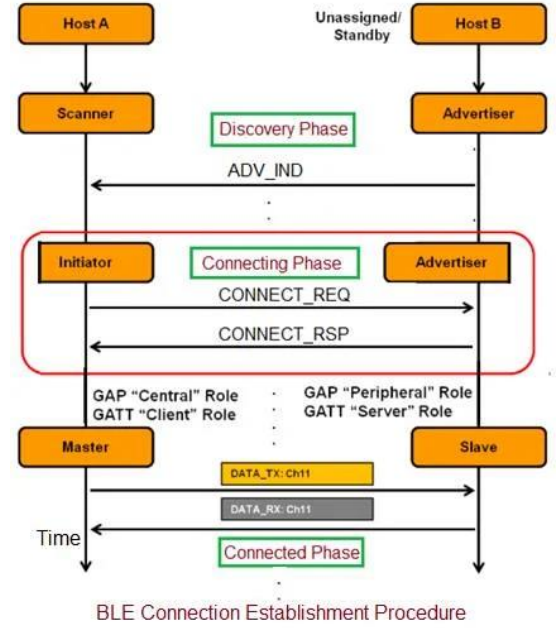 Host A
Unassigned/
Standby
Host B
Scanner
Advertiser
Discovery Phase
ADV_IND
Initiator
Connecting Phase
Advertiser
CONNECT_REQ
CONNECT_RSP
GAP “Central” Role
GATT “Client” Role
GAP “Peripheral” Role
GATT “Server” Role
Master
Slave
DATA_TX: Ch11
DATA_RX: Ch11
Time
Connected Phase
BLE Connection Establishment Procedure